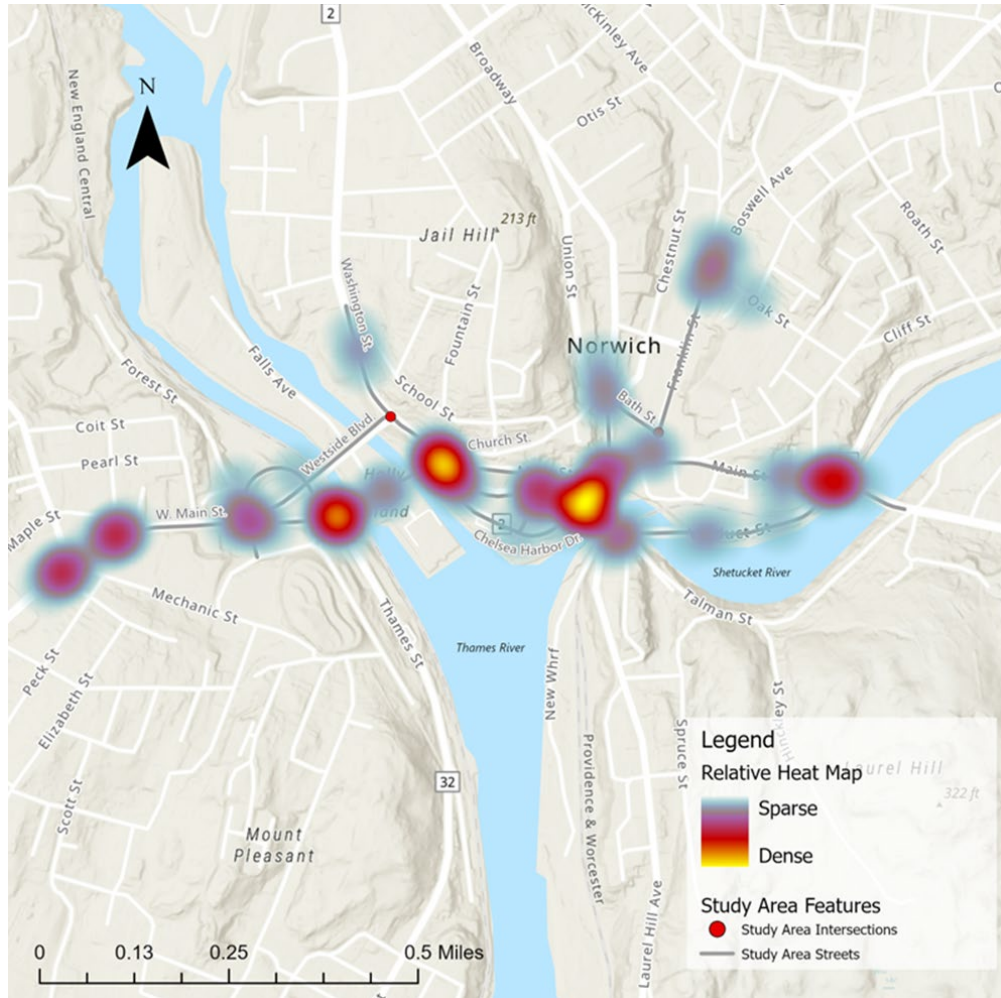 2
McKinley Ave
N
Broadway
New England Central
Otis St
Boswell Ave
213 ft
Jail Hill
Roath St
Chestnut St
Union St
Washington St.
Fountain St
Oak St
Franklin St
Cliff St
Norwich
Falls Ave
Forest St
School St
Bath St.
Coit St
Westside Blvd.
Church St.
Pearl St
Main St.
Maple St
W. Main St.
2
Chelsea Harbor Dr.
Shetucket River
Mechanic St
Talman St
Thames St
Thames River
Peck St
New Whrf
Elizabeth St
Spruce St
Hinckley St
Providence & Worcester
Laurel Hill
322 ft
32
Scott St
Mount
Pleasant
Laurel Hill Ave
Legend
Relative Heat Map
Sparse
Dense
Study Area Features
Study Area Intersections
Study Area Streets
0 0.13 0.25 0.5 Miles